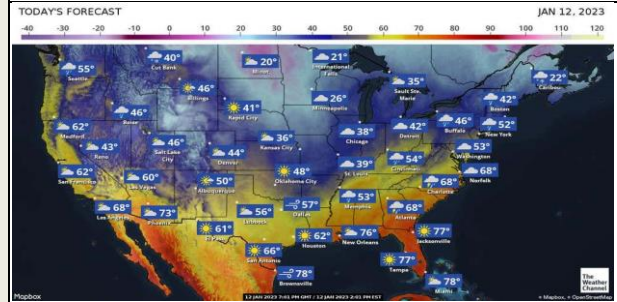 TODAY'S FORECAST
JAN 12, 2023
-40 -30 -20 -10 0 10 20 30 40 50 60 70 80 90 100 110 120
40°
Cut Bank
20°
Minot
21°
International Falls
55°
Seattle
46°
Billings
35°
Sault Ste. Marie
22°
Caribou
41°
Rapid City
26°
Minneapolis
42°
Boston
46°
Boise
46°
Buffalo
52°
New York
62°
Medford
43°
Reno
46°
Salt Lake City
36°
Kansas City
38°
Chicago
42°
Detroit
53°
Washington
44°
Denver
54°
Cincinnati
39°
St. Louis
62°
San Francisco
60°
Las Vegas
50°
Albuquerque
48°
Oklahoma City
68°
Norfolk
68°
Charlotte
53°
Memphis
68°
Los Angeles
73°
Phoenix
56°
Lubbock
57°
Dallas
68°
Atlanta
61°
El Paso
62°
Houston
76°
New Orleans
77°
Jacksonville
66°
San Antonio
77°
Tampa
78°
Brownsville
78°
Miami
The
Weather
Channel
Mapbox
12 JAN 2023 7:01 PM GMT / 12 JAN 2023 2:01 PM EST
• Mapbox, • OpenStreetMap